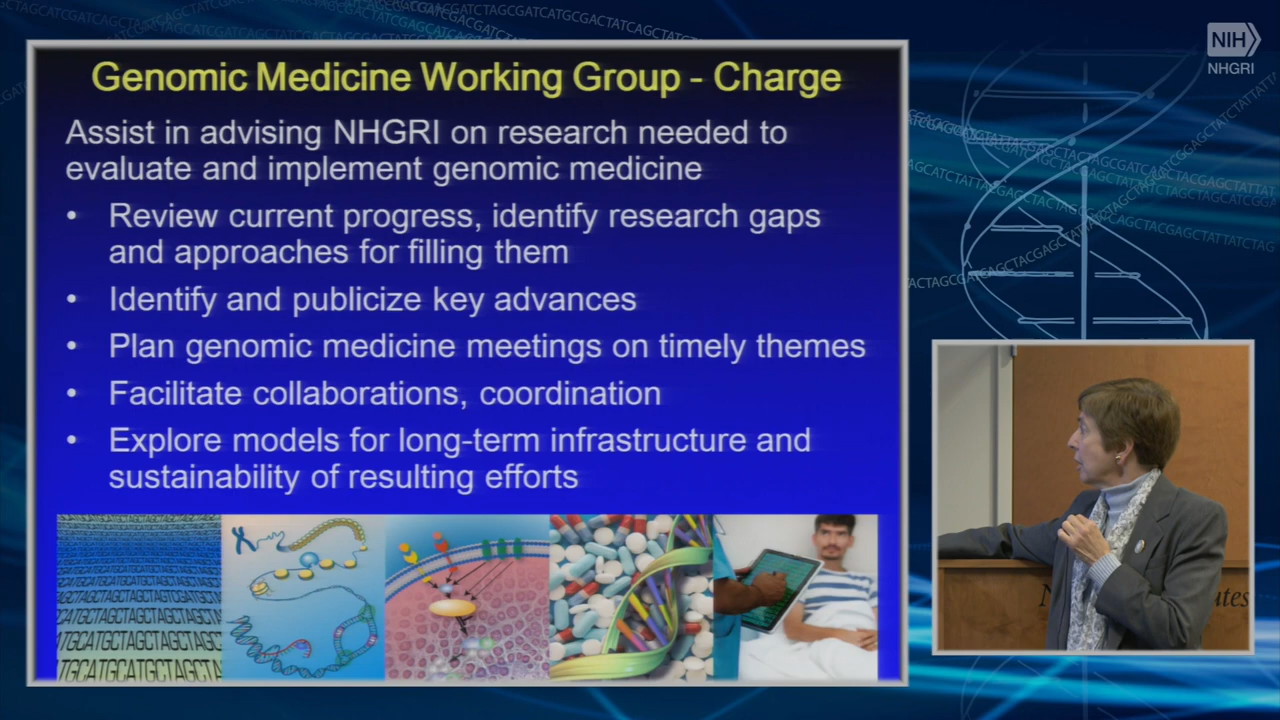 NIH
NHGRI
Genomic Medicine Working Group - Charge
Assist in advising NHGRI on research needed to
evaluate and implement genomic medicine
• Review current progress, identify research gaps
and approaches for filling them
• Identify and publicize key advances
• Plan genomic medicine meetings on timely themes
• Facilitate collaborations, coordination
• Explore models for long-term infrastructure and
sustainability of resulting efforts